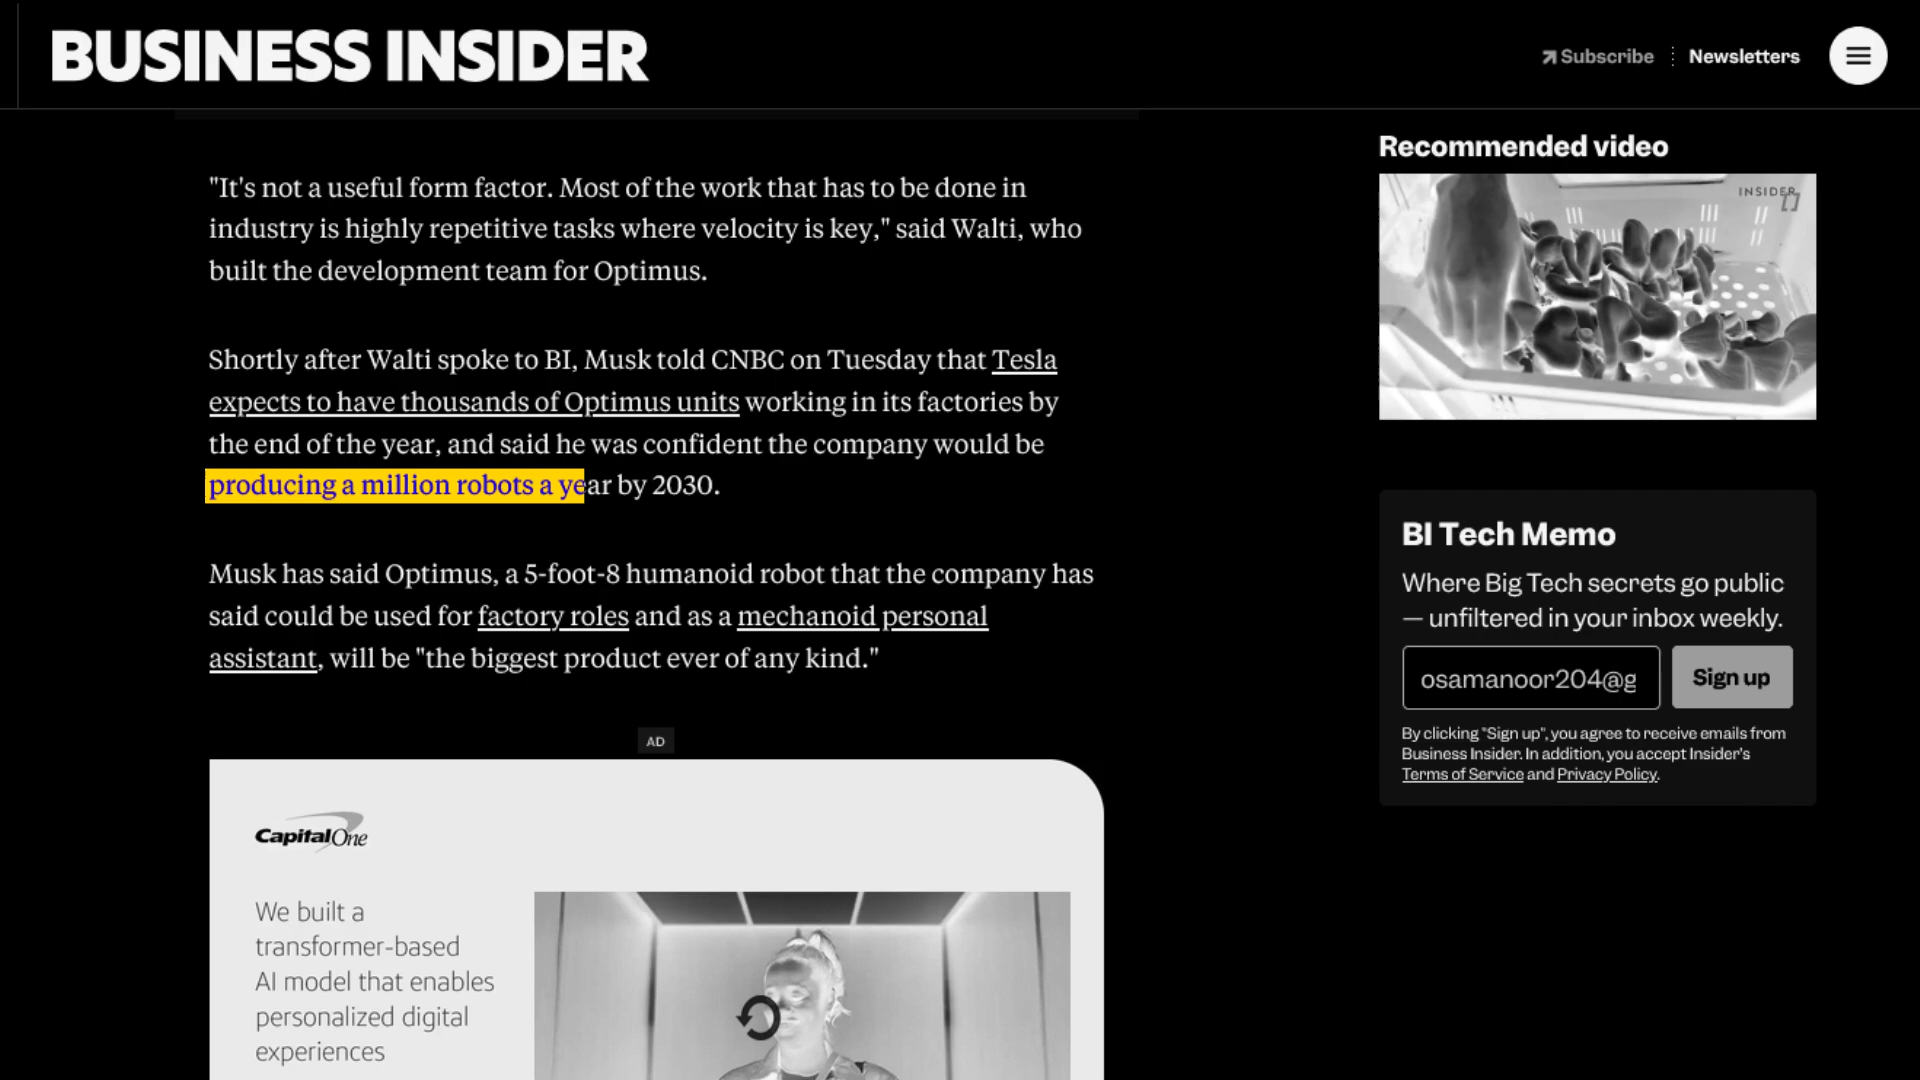 BUSINESS INSIDER
Subscribe
Newsletters
"It's not a useful form factor. Most of the work that has to be done in
industry is highly repetitive tasks where velocity is key," said Walti, who
built the development team for Optimus.
Shortly after Walti spoke to BI, Musk told CNBC on Tuesday that Tesla
expects to have thousands of Optimus units working in its factories by
the end of the year, and said he was confident the company would be
producing a million robots a year by 2030.
Musk has said Optimus, a 5-foot-8 humanoid robot that the company has
said could be used for factory roles and as a mechanoid personal
assistant, will be "the biggest product ever of any kind."
AD
CapitalOne
We built a
transformer-based
AI model that enables
personalized digital
experiences
Recommended video
INSIDER
BI Tech Memo
Where Big Tech secrets go public
— unfiltered in your inbox weekly.
osamanoor204@g
Sign up
By clicking "Sign up", you agree to receive emails from
Business Insider. In addition, you accept Insider's
Terms of Service and Privacy Policy.